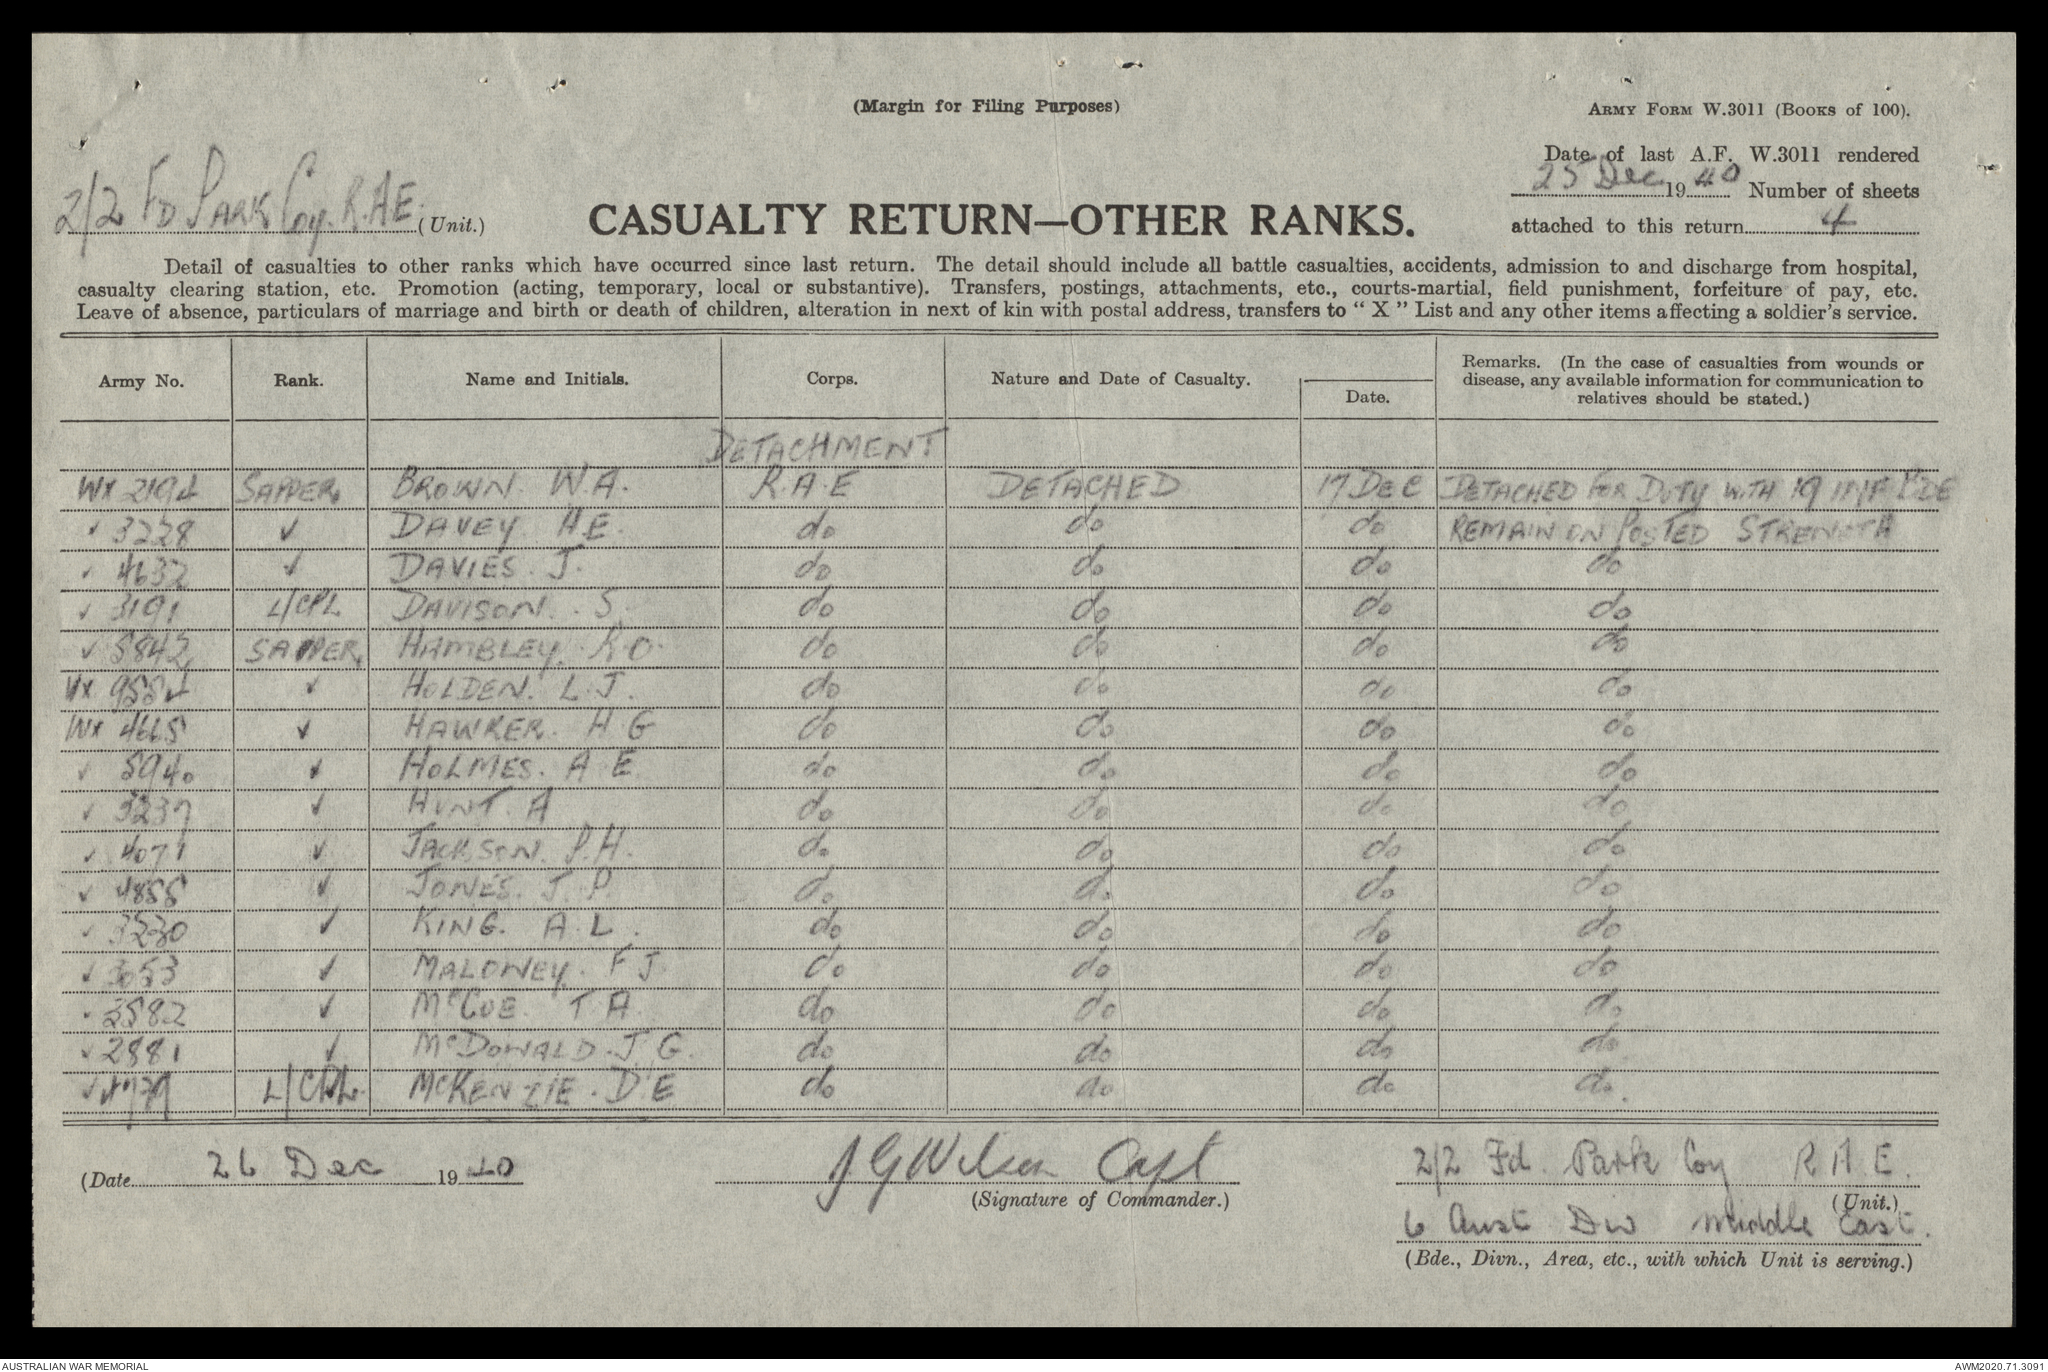 (Margin for Filing Purposes)
ARMY FORM W.3011 (BOOKS of 100).
Date of last A.F. W.3011 rendered
25 Dec 1940 Number of sheets
attached to this return 4
2/2 FD PARK Coy. R.A.E. (Unit.)
CASUALTY RETURN—OTHER RANKS.
Detail of casualties to other ranks which have occurred since last return. The detail should include all battle casualties, accidents, admission to and discharge from hospital,
casualty clearing station, etc. Promotion (acting, temporary, local or substantive). Transfers, postings, attachments, etc., courts-martial, field punishment, forfeiture of pay, etc.
Leave of absence, particulars of marriage and birth or death of children, alteration in next of kin with postal address, transfers to “ X ” List and any other items affecting a soldier's service.
Army No. Rank. Name and Initials. Corps. Nature and Date of Casualty. Date. Remarks. (In the case of casualties from wounds or
disease, any available information for communication to
relatives should be stated.)
DETACHMENT
WX 2194 SAPPER BROWN. W.A. R.A.E DETACHED 17 DEC DETACHED FOR DUTY WITH 19 INF BDE
✓ 3228 ✓ DAVEY H.E. do do do REMAIN ON POSTED STRENGTH
✓ 4632 ✓ DAVIES. J. do do do do
✓ 3191 L/CPL DAVISON. S. do do do do
✓ 5842 SAPPER HAMBLEY. R.O. do do do do
VX 9554 ✓ HOLDEN. L.J. do do do do
WX 4665 ✓ HAWKER. H.G do do do do
✓ 5940 ✓ HOLMES. A E do do do do
✓ 3237 ✓ HUNT. A do do do do
✓ 4071 ✓ JACKSON. P.H. do do do do
✓ 4855 ✓ JONES. J.P. do do do do
✓ 3230 ✓ KING. A.L. do do do do
✓ 3053 ✓ MALONEY. F J. do do do do
✓ 3582 ✓ McCUE. T A. do do do do
✓ 2881 ✓ McDONALD. J G. do do do do
✓ L/CPL. McKENZIE. D.E do do do do.
(Date 26 Dec 1940
J G Wilson Capt
(Signature of Commander.)
2/2 Fd. Park Coy R A E.
(Unit.)
6 Aust Div Middle East.
(Bde., Divn., Area, etc., with which Unit is serving.)
AUSTRALIAN WAR MEMORIAL
AWM2020.71.3091